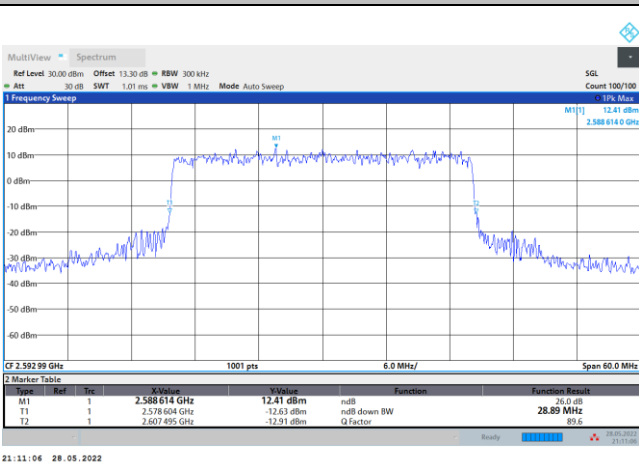 MultiView Spectrum
Ref Level 30.00 dBm Offset 13.30 dB RBW 300 kHz SGL
Att 30 dB SWT 1.01 ms VBW 1 MHz Mode Auto Sweep Count 100/100
1 Frequency Sweep 1Pk Max
M1[1] 12.41 dBm
2.588 614 0 GHz
M1
20 dBm
10 dBm
0 dBm
T1 T2
-10 dBm
-20 dBm
-30 dBm
-40 dBm
-50 dBm
-60 dBm
CF 2.592 99 GHz 1001 pts 6.0 MHz/ Span 60.0 MHz
2 Marker Table
Type Ref Trc X-Value Y-Value Function Function Result
M1 1 2.588 614 GHz 12.41 dBm ndB 26.0 dB
T1 1 2.578 604 GHz -12.63 dBm ndB down BW 28.89 MHz
T2 1 2.607 495 GHz -12.91 dBm Q Factor 89.6
Ready 28.05.2022
21:11:06
21:11:06 28.05.2022